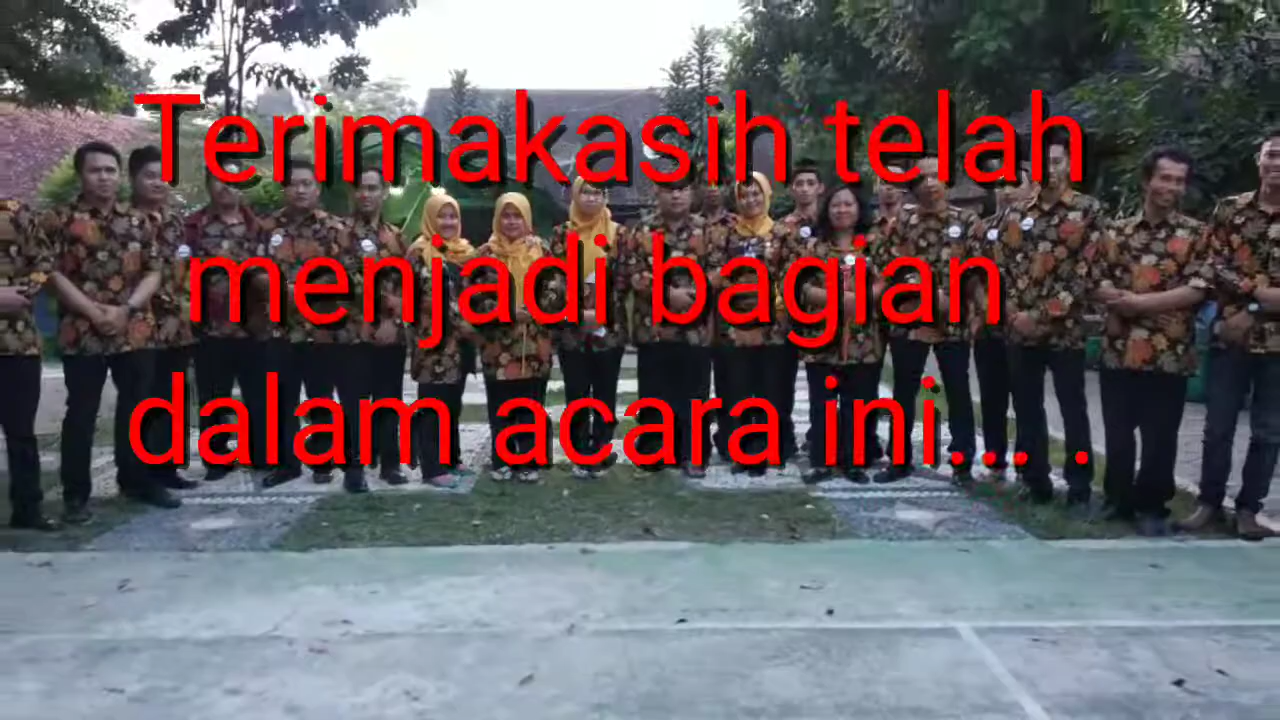 Terimakasih telah
menjadi bagian
dalam acara ini.... .